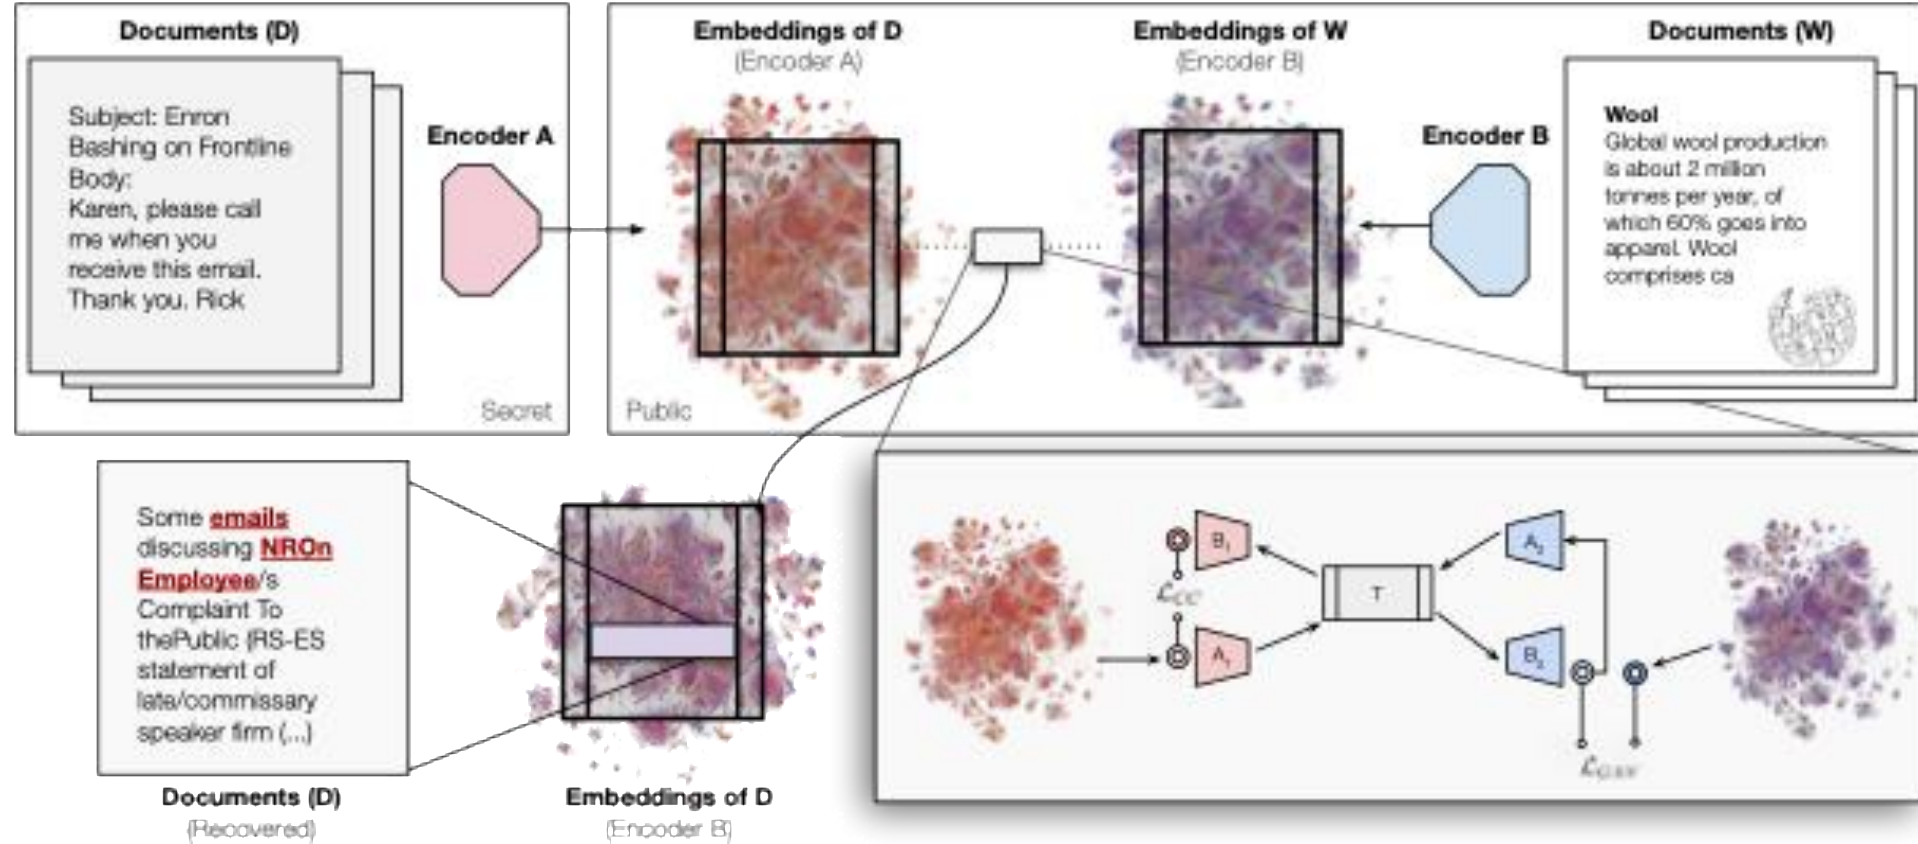 Documents (D)
Subject: Enron
Bashing on Frontline
Body:
Karen, please call
me when you
receive this email.
Thank you. Rick
Encoder A
Secret
Embeddings of D
(Encoder A)
Embeddings of W
(Encoder B)
Public
Encoder B
Documents (W)
Wool
Global wool production
is about 2 million
tonnes per year, of
which 60% goes into
apparel. Wool
comprises ca
Some emails
discussing NROn
Employee/s
Complaint To
thePublic (RS-ES
statement of
late/commissary
speaker firm (...)
Documents (D)
(Recovered)
Embeddings of D
(Encoder B)
B₁
ℒCC
A₁
T
A₂
B₂
ℒGAN